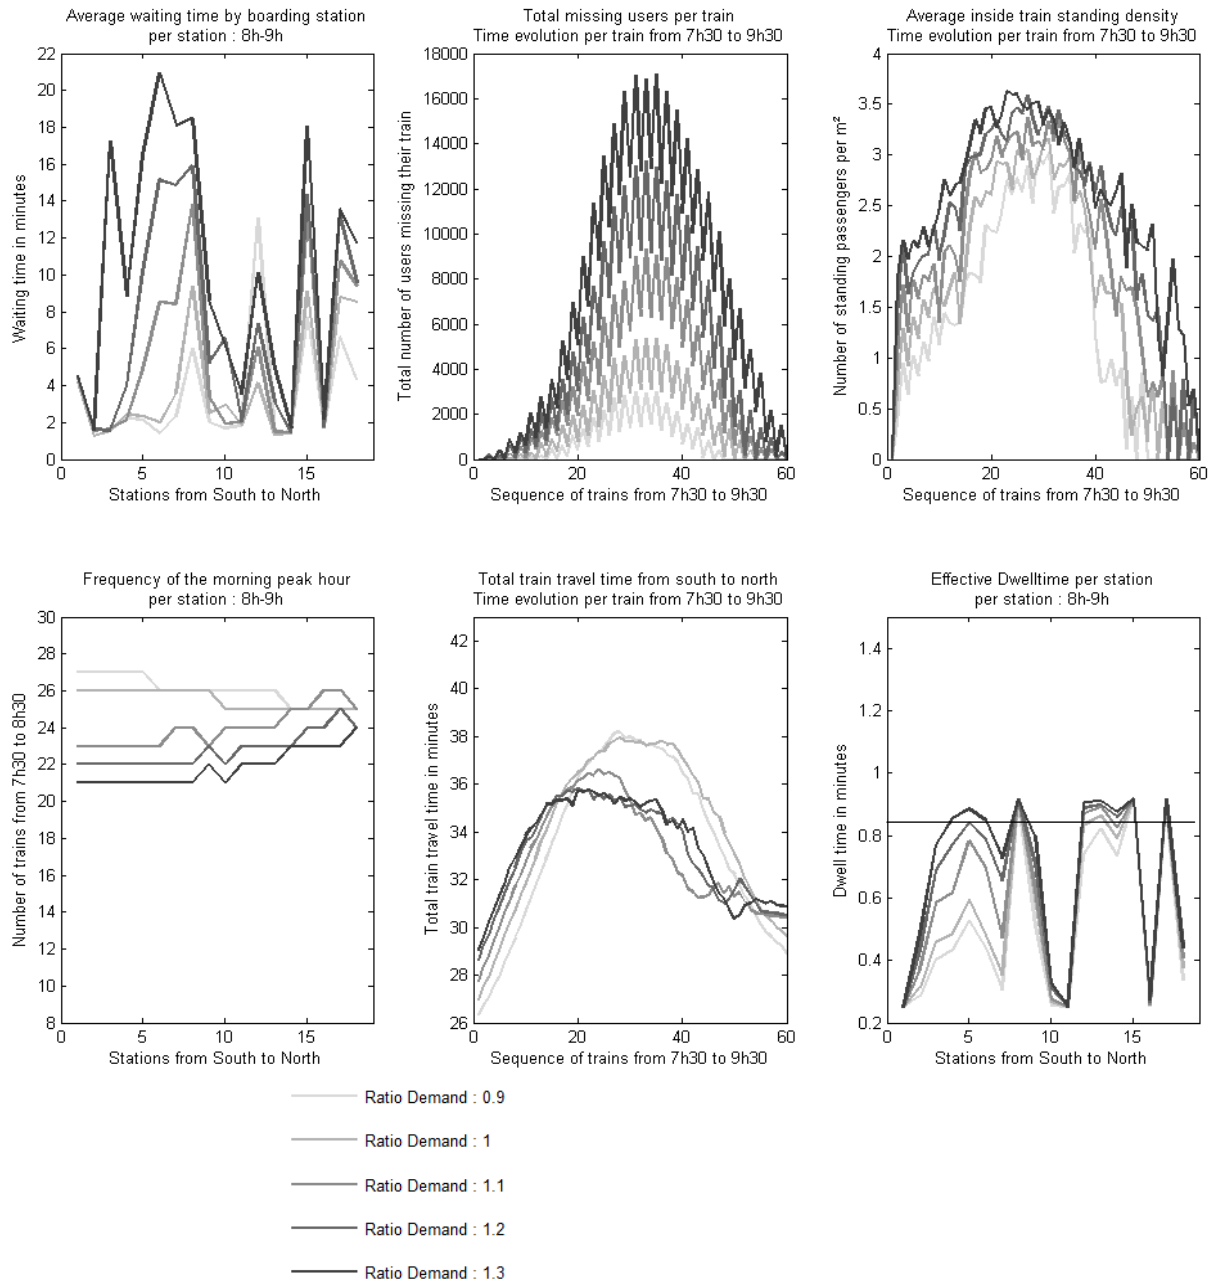 Average waiting time by boarding station
per station : 8h-9h
Waiting time in minutes
22
20
18
16
14
12
10
8
6
4
2
0
0 5 10 15
Stations from South to North
Total missing users per train
Time evolution per train from 7h30 to 9h30
Total number of users missing their train
18000
16000
14000
12000
10000
8000
6000
4000
2000
0
0 20 40 60
Sequence of trains from 7h30 to 9h30
Average inside train standing density
Time evolution per train from 7h30 to 9h30
Number of standing passengers per m²
4
3.5
3
2.5
2
1.5
1
0.5
0
20 40 60
Sequence of trains from 7h30 to 9h30
Frequency of the morning peak hour
per station : 8h-9h
Number of trains from 7h30 to 8h30
30
28
26
24
22
20
18
16
14
12
10
8
0 5 10 15
Stations from South to North
Total train travel time from south to north
Time evolution per train from 7h30 to 9h30
Total train travel time in minutes
42
40
38
36
34
32
30
28
26
0 20 40 60
Sequence of trains from 7h30 to 9h30
Effective Dwelltime per station
per station : 8h-9h
Dwell time in minutes
1.4
1.2
1
0.8
0.6
0.4
0.2
0 5 10 15
Stations from South to North
Ratio Demand : 0.9
Ratio Demand : 1
Ratio Demand : 1.1
Ratio Demand : 1.2
Ratio Demand : 1.3